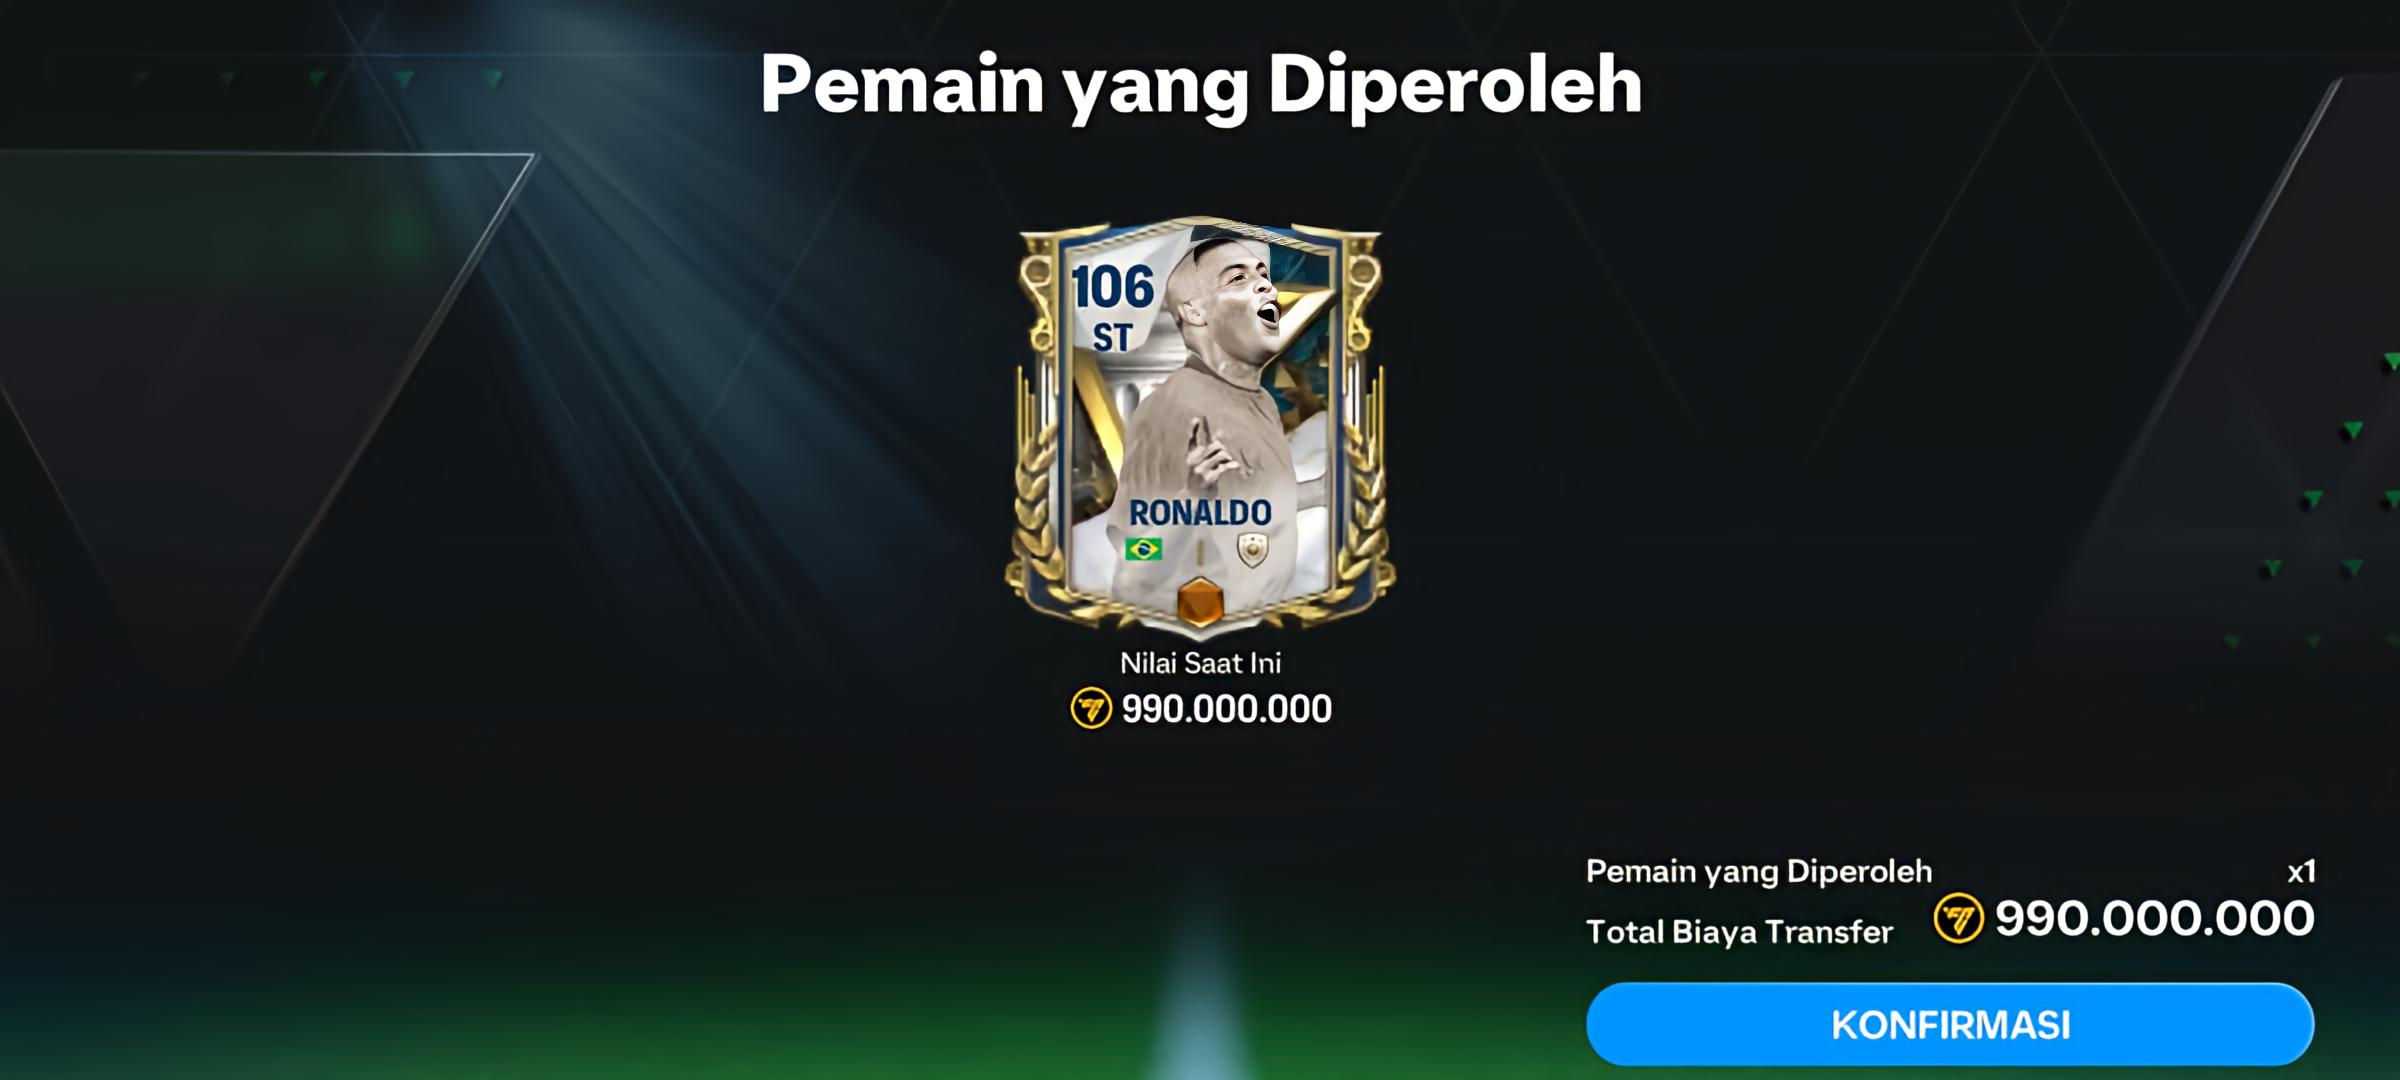 Pemain yang Diperoleh
106
ST
RONALDO
Nilai Saat Ini
990.000.000
Pemain yang Diperoleh x1
Total Biaya Transfer 990.000.000
KONFIRMASI